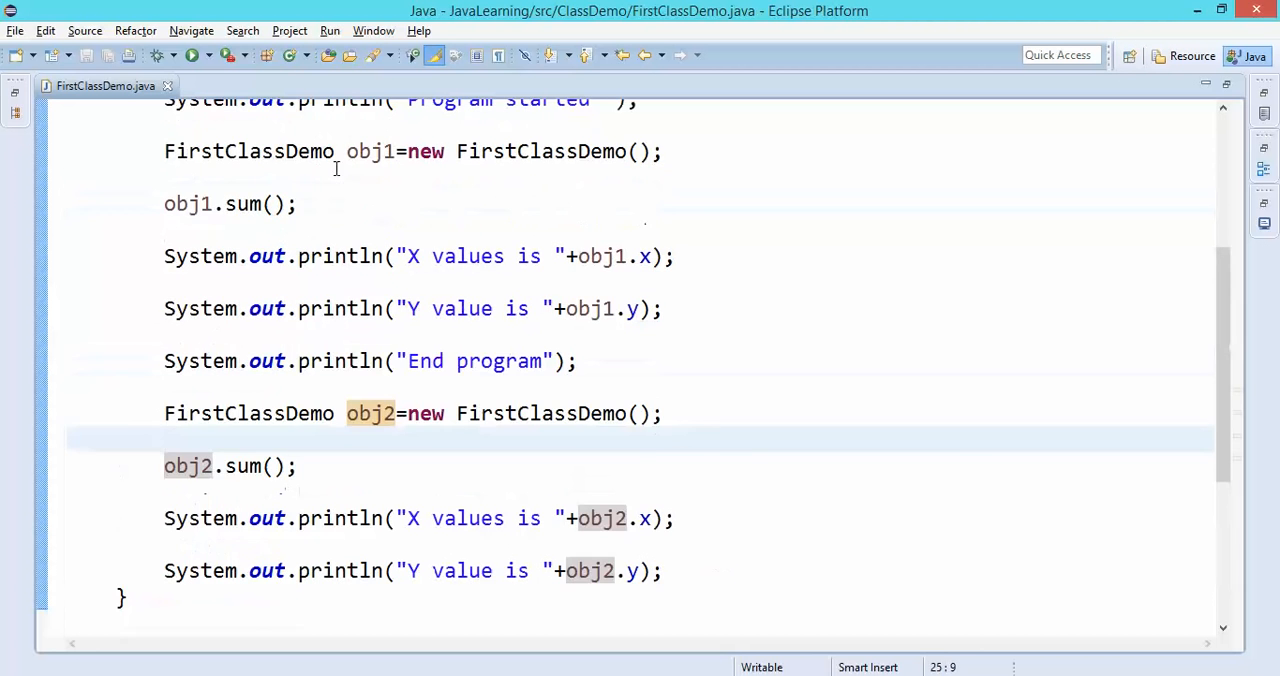 Java - JavaLearning/src/ClassDemo/FirstClassDemo.java - Eclipse Platform
File Edit Source Refactor Navigate Search Project Run Window Help
Quick Access Resource Java
FirstClassDemo.java
System.out.println("Program started" );
FirstClassDemo obj1=new FirstClassDemo();
obj1.sum();
System.out.println("X values is "+obj1.x);
System.out.println("Y value is "+obj1.y);
System.out.println("End program");
FirstClassDemo obj2=new FirstClassDemo();
obj2.sum();
System.out.println("X values is "+obj2.x);
System.out.println("Y value is "+obj2.y);
}
Writable Smart Insert 25 : 9